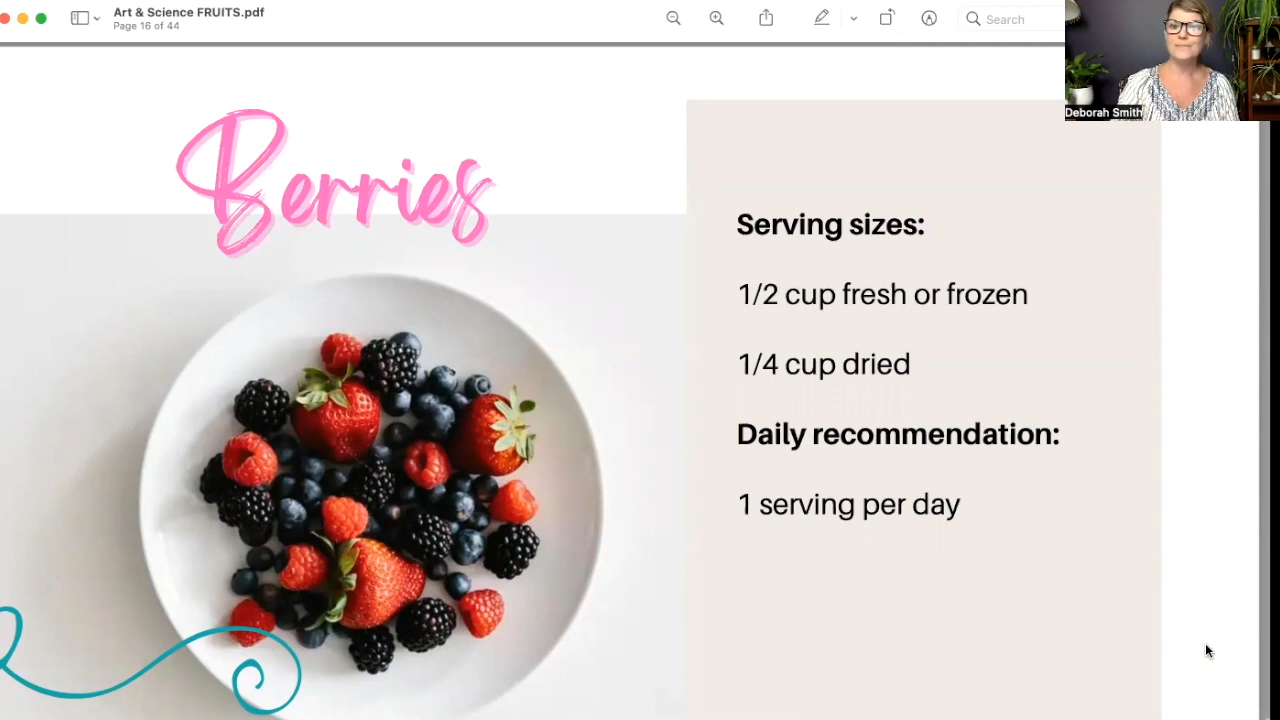 Art & Science FRUITS.pdf
Page 16 of 44
Search
Deborah Smith
Berries
Serving sizes:
1/2 cup fresh or frozen
1/4 cup dried
Daily recommendation:
1 serving per day